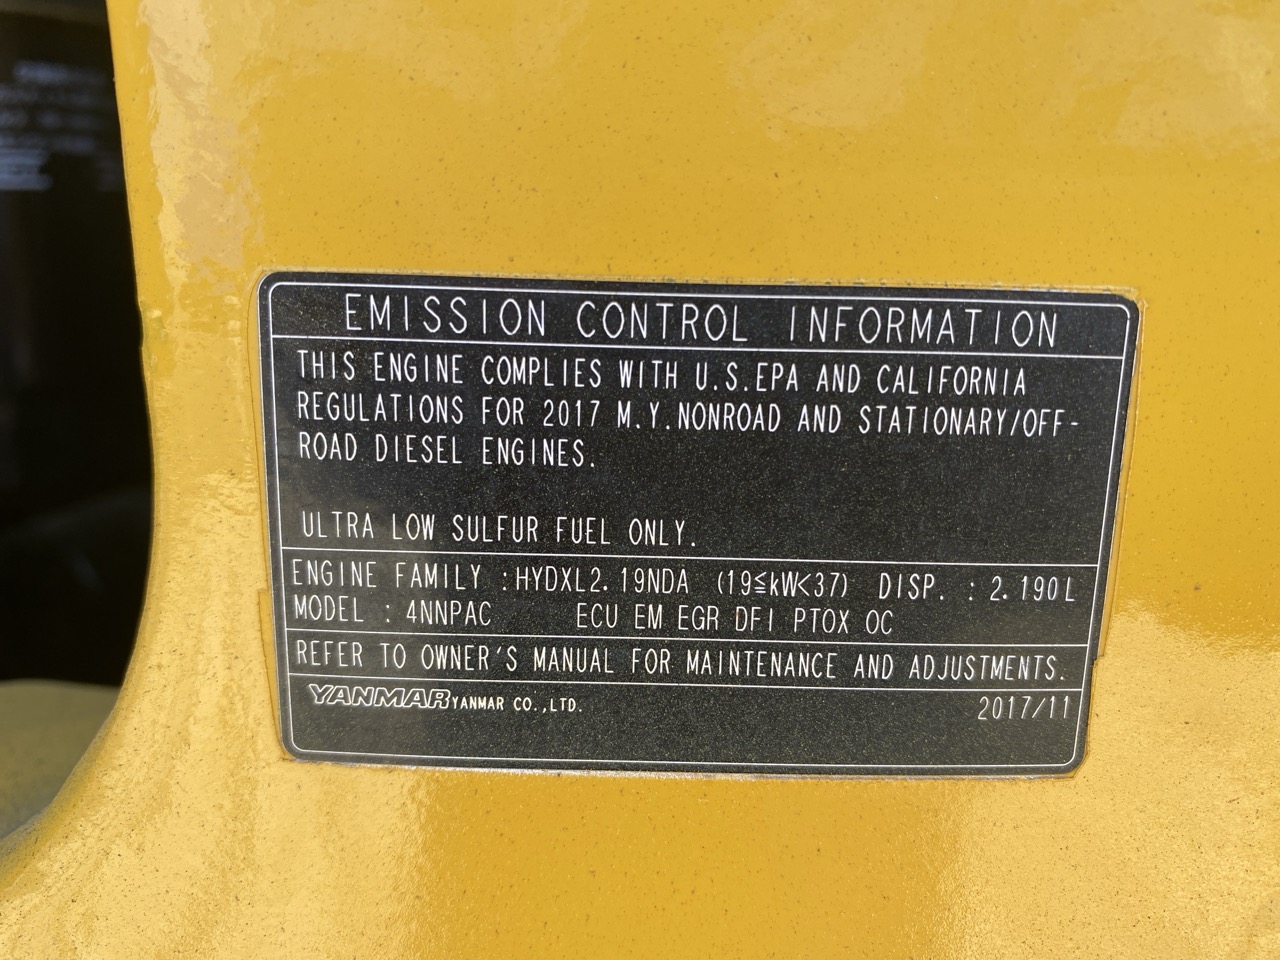 EMISSION CONTROL INFORMATION
THIS ENGINE COMPLIES WITH U.S.EPA AND CALIFORNIA
REGULATIONS FOR 2017 M.Y.NONROAD AND STATIONARY/OFF-
ROAD DIESEL ENGINES.
ULTRA LOW SULFUR FUEL ONLY.
ENGINE FAMILY :HYDXL2.19NDA (19≦kW<37) DISP. : 2.190L
MODEL : 4NNPAC ECU EM EGR DFI PTOX OC
REFER TO OWNER'S MANUAL FOR MAINTENANCE AND ADJUSTMENTS.
YANMAR YANMAR CO.,LTD. 2017/11